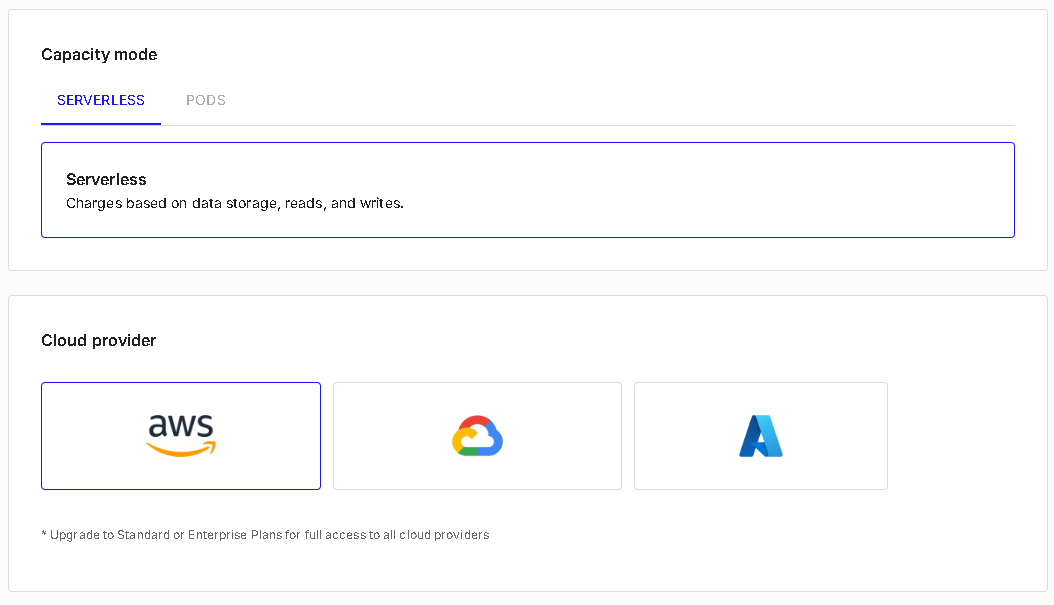 Capacity mode
SERVERLESS PODS
Serverless
Charges based on data storage, reads, and writes.
Cloud provider
aws
* Upgrade to Standard or Enterprise Plans for full access to all cloud providers